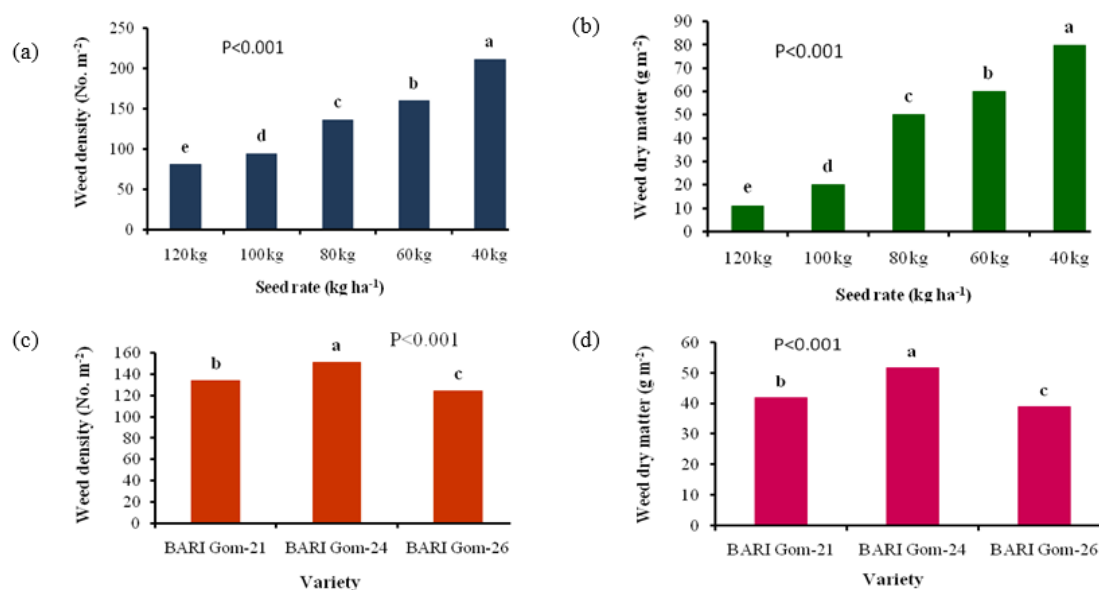 (a)
Weed density (No. m⁻²)
250
200
150
100
50
0
P<0.001
e
d
c
b
a
120kg 100kg 80kg 60kg 40kg
Seed rate (kg ha⁻¹)
(b)
Weed dry matter (g m⁻²)
90
80
70
60
50
40
30
20
10
0
P<0.001
e
d
c
b
a
120kg 100kg 80kg 60kg 40kg
Seed rate (kg ha⁻¹)
(c)
Weed density (No. m⁻²)
160
140
120
100
80
60
40
20
0
P<0.001
b
a
c
BARI Gom-21 BARI Gom-24 BARI Gom-26
Variety
(d)
Weed dry matter (g m⁻²)
60
50
40
30
20
10
0
P<0.001
b
a
c
BARI Gom-21 BARI Gom-24 BARI Gom-26
Variety